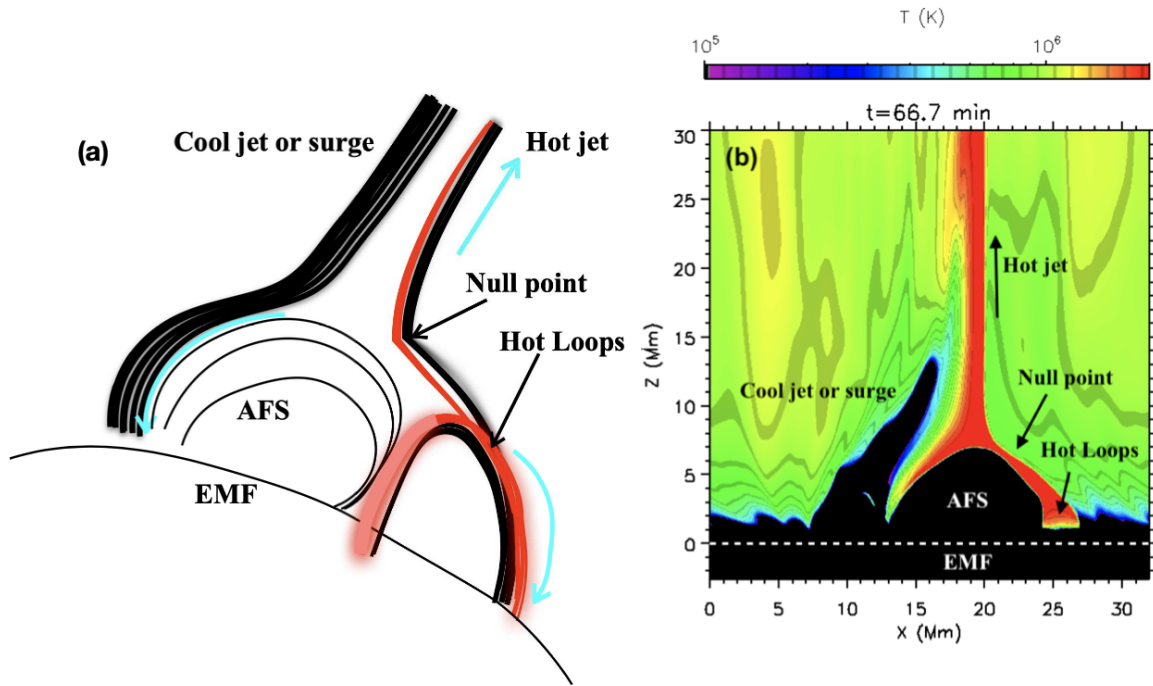 (a)
Cool jet or surge
Hot jet
Null point
Hot Loops
AFS
EMF
T (K)
10^5
10^6
t=66.7 min
(b)
30
25
20
15
10
5
0
Z (Mm)
Hot jet
Cool jet or surge
Null point
Hot Loops
AFS
EMF
0 5 10 15 20 25 30
X (Mm)